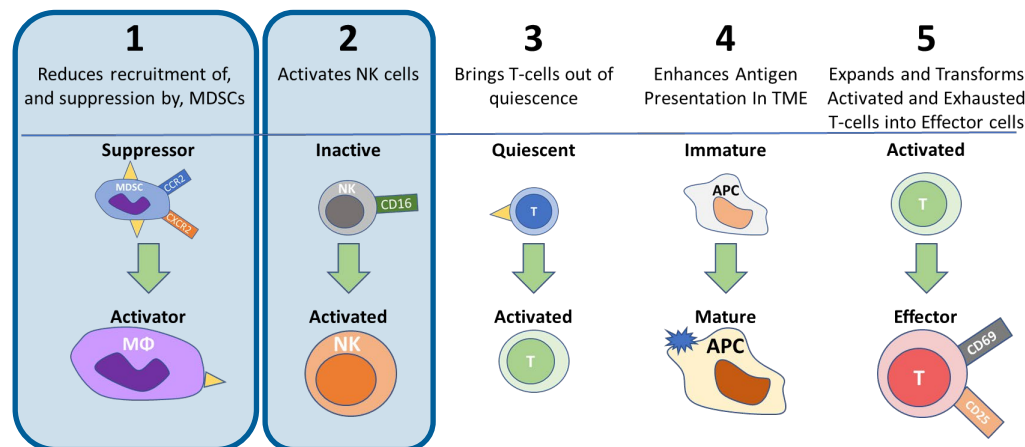 1
Reduces recruitment of,
and suppression by, MDSCs
2
Activates NK cells
3
Brings T-cells out of
quiescence
4
Enhances Antigen
Presentation In TME
5
Expands and Transforms
Activated and Exhausted
T-cells into Effector cells
Suppressor
MDSC
CCR2
CXCR2
Activator
MΦ
Inactive
NK
CD16
Activated
NK
Quiescent
T
Activated
T
Immature
APC
Mature
APC
Activated
T
Effector
T
CD69
CD25